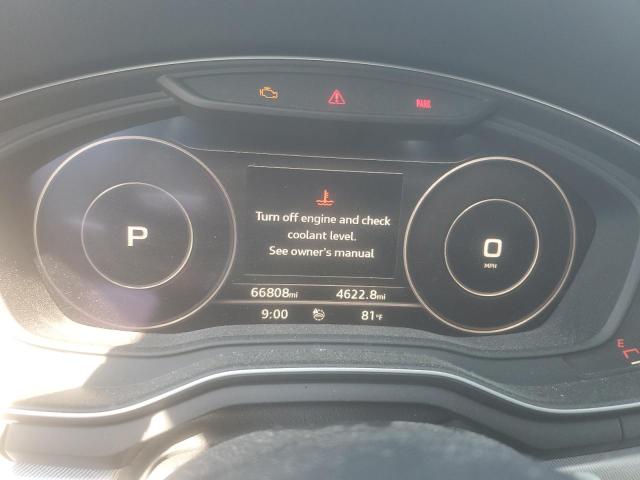 PARK
P
Turn off engine and check
coolant level.
See owner's manual
0
MPH
66808mi 4622.8mi
9:00 81°F
E